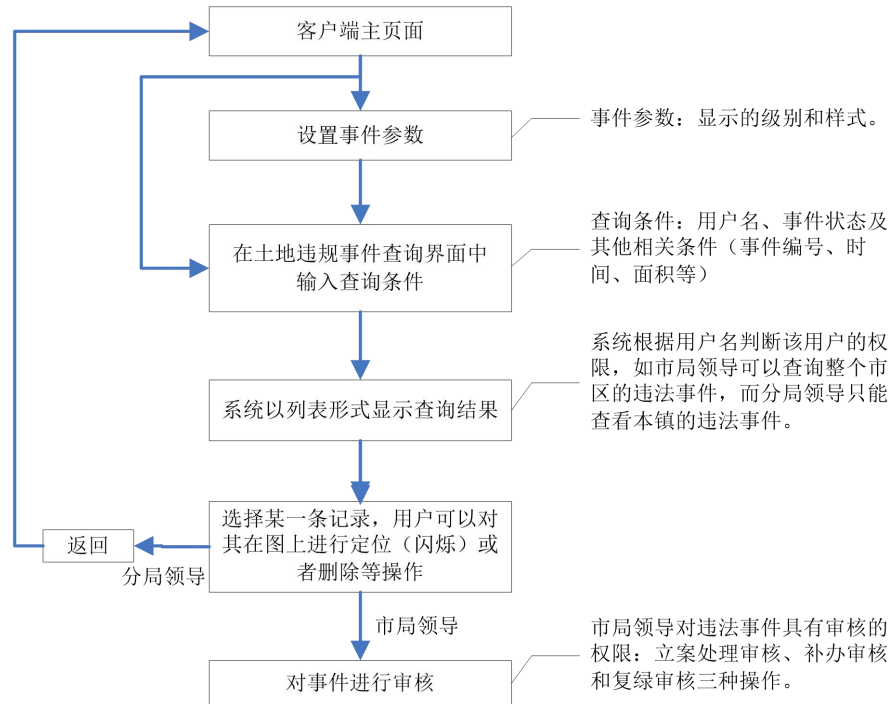 客户端主页面
设置事件参数
事件参数：显示的级别和样式。
在土地违规事件查询界面中
输入查询条件
查询条件：用户名、事件状态及
其他相关条件（事件编号、时
间、面积等）
系统以列表形式显示查询结果
系统根据用户名判断该用户的权
限，如市局领导可以查询整个市
区的违法事件，而分局领导只能
查看本镇的违法事件。
选择某一条记录，用户可以对
其在图上进行定位（闪烁）或
者删除等操作
返回
分局领导
市局领导
对事件进行审核
市局领导对违法事件具有审核的
权限：立案处理审核、补办审核
和复绿审核三种操作。